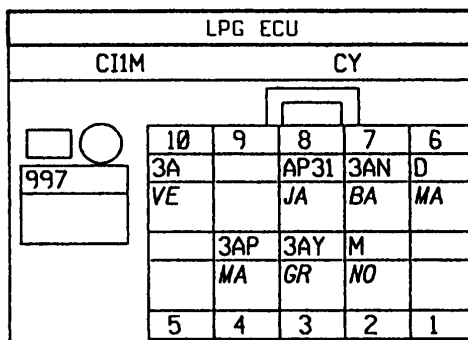 LPG ECU
CI1M CY
10 9 8 7 6
997 3A AP31 3AN D
VE JA BA MA
3AP 3AY M
MA GR NO
5 4 3 2 1